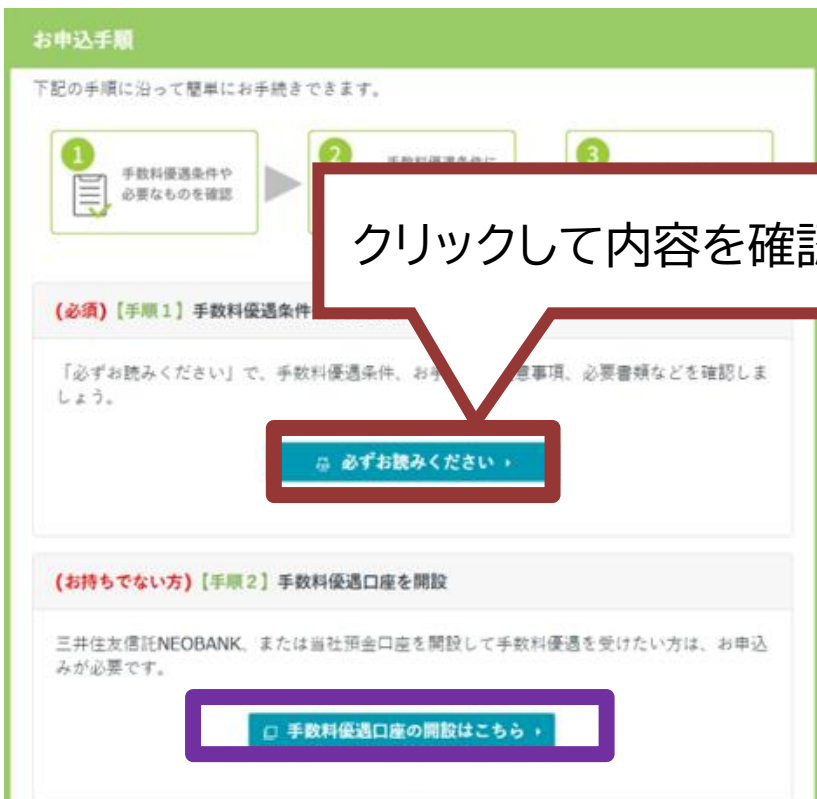 お申込手順
下記の手順に沿って簡単にお手続きできます。
1
手数料優遇条件や
必要なものを確認
2
手数料優遇条件に
3
クリックして内容を確認
(必須)【手順1】手数料優遇条件
「必ずお読みください」で、手数料優遇条件、お手 意事項、必要書類などを確認しま
しょう。
必ずお読みください ›
(お持ちでない方)【手順2】手数料優遇口座を開設
三井住友信託NEOBANK、または当社預金口座を開設して手数料優遇を受けたい方は、お申込
みが必要です。
手数料優遇口座の開設はこちら ›